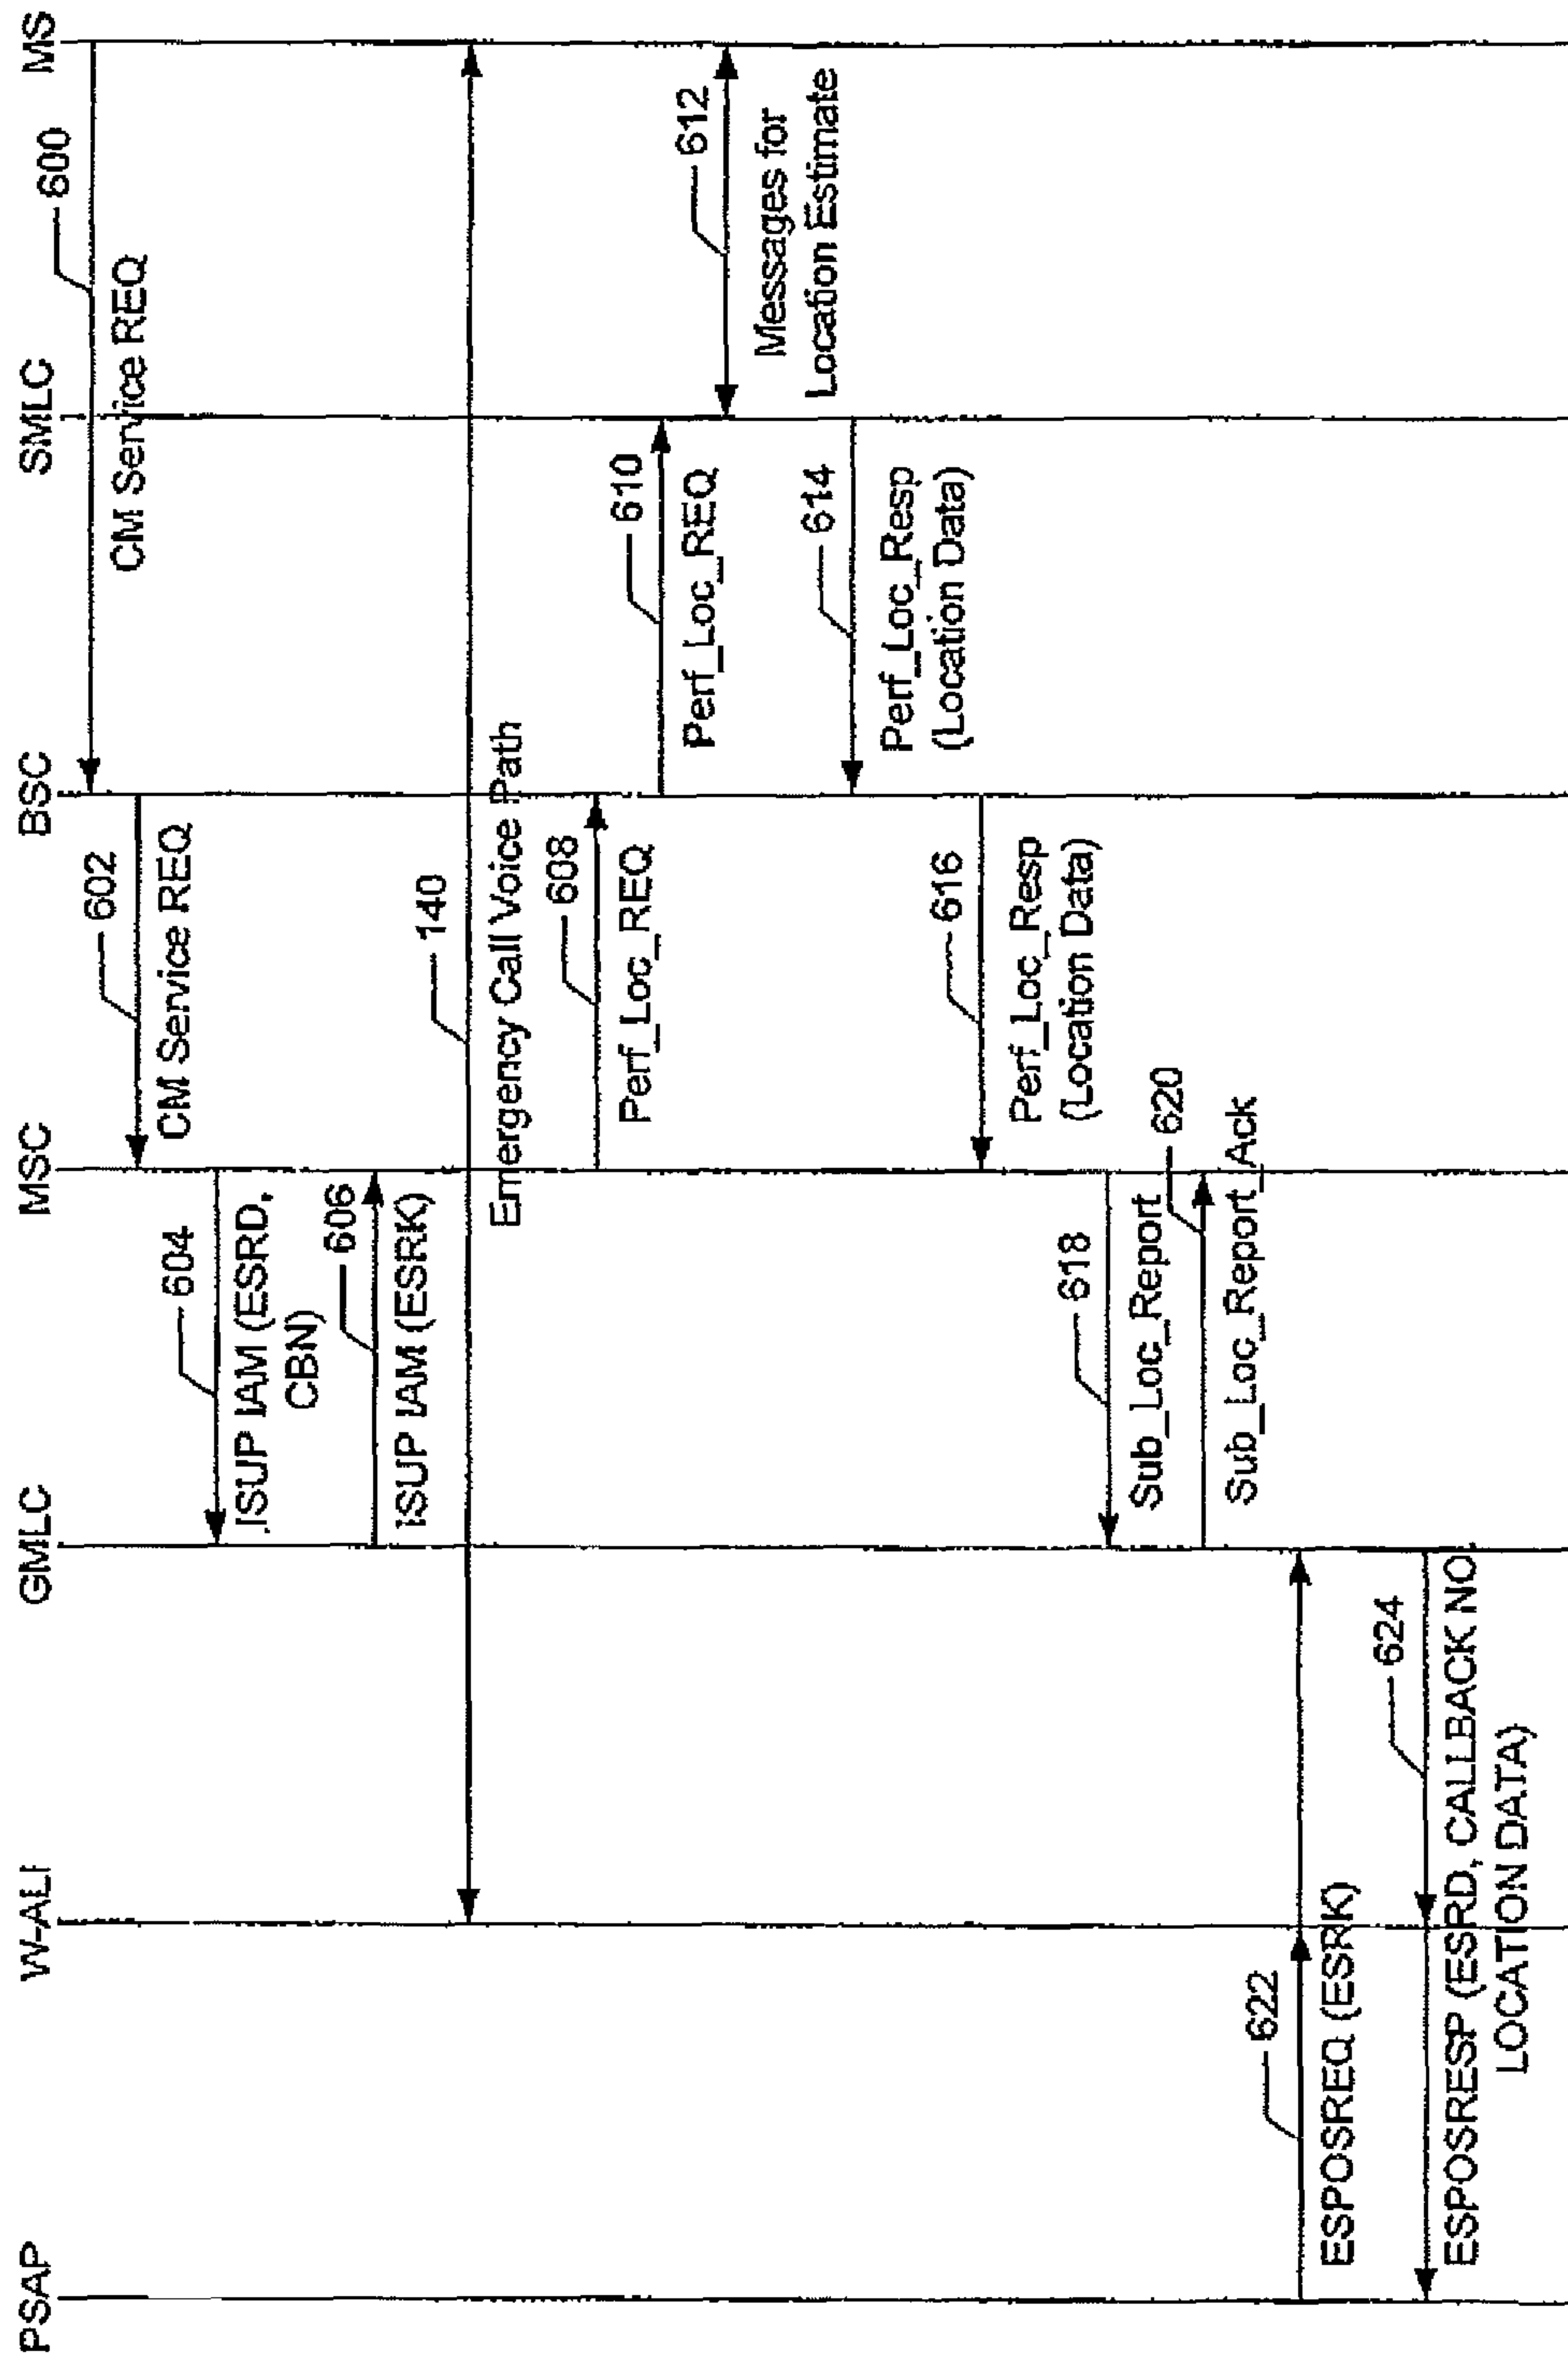 PSAP
W-ALI
GMLC
MSC
BSC
SMLC
MS
600
CM Service REQ
602
CM Service REQ
604
ISUP IAM (ESRD,
CBN)
606
ISUP IAM (ESRK)
140
Emergency Call Voice Path
608
Perf_Loc_REQ
610
Perf_Loc_REQ
612
Messages for
Location Estimate
614
Perf_Loc_Resp
(Location Data)
616
Perf_Loc_Resp
(Location Data)
618
Sub_Loc_Report
620
Sub_Loc_Report_Ack
622
ESPOSREQ (ESRK)
624
ESPOSRESP (ESRD, CALLBACK NO
LOCATION DATA)